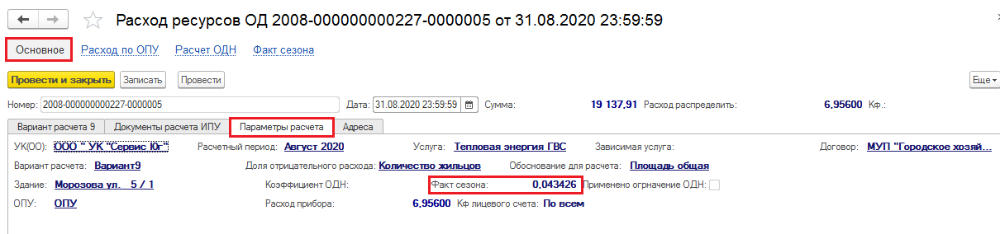 Расход ресурсов ОД 2008-000000000227-0000005 от 31.08.2020 23:59:59
Основное Расход по ОПУ Расчет ОДН Факт сезона
Провести и закрыть Записать Провести Еще
Номер: 2008-000000000227-0000005 Дата: 31.08.2020 23:59:59 Сумма: 19 137,91 Расход распределить: 6,95600 Кф.:
Вариант расчета 9 Документы расчета ИПУ Параметры расчета Адреса
УК(ОО): ООО " УК "Сервис Юг" Расчетный период: Август 2020 Услуга: Тепловая энергия ГВС Зависимая услуга: Договор: МУП "Городское хозяй...
Вариант расчета: Вариант9 Доля отрицательного расхода: Количество жильцов Обоснование для расчета: Площадь общая
Здание: Морозова ул. 5 / 1 Коэффициент ОДН: Факт сезона: 0,043426 Применено огрначение ОДН:
ОПУ: ОПУ Расход прибора: 6,95600 Кф лицевого счета: По всем